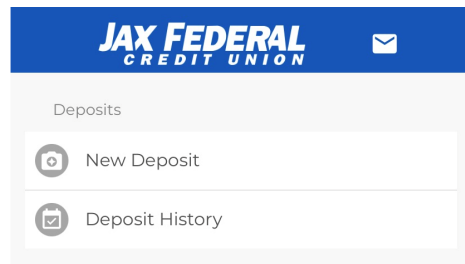 JAX FEDERAL
CREDIT UNION
Deposits
New Deposit
Deposit History